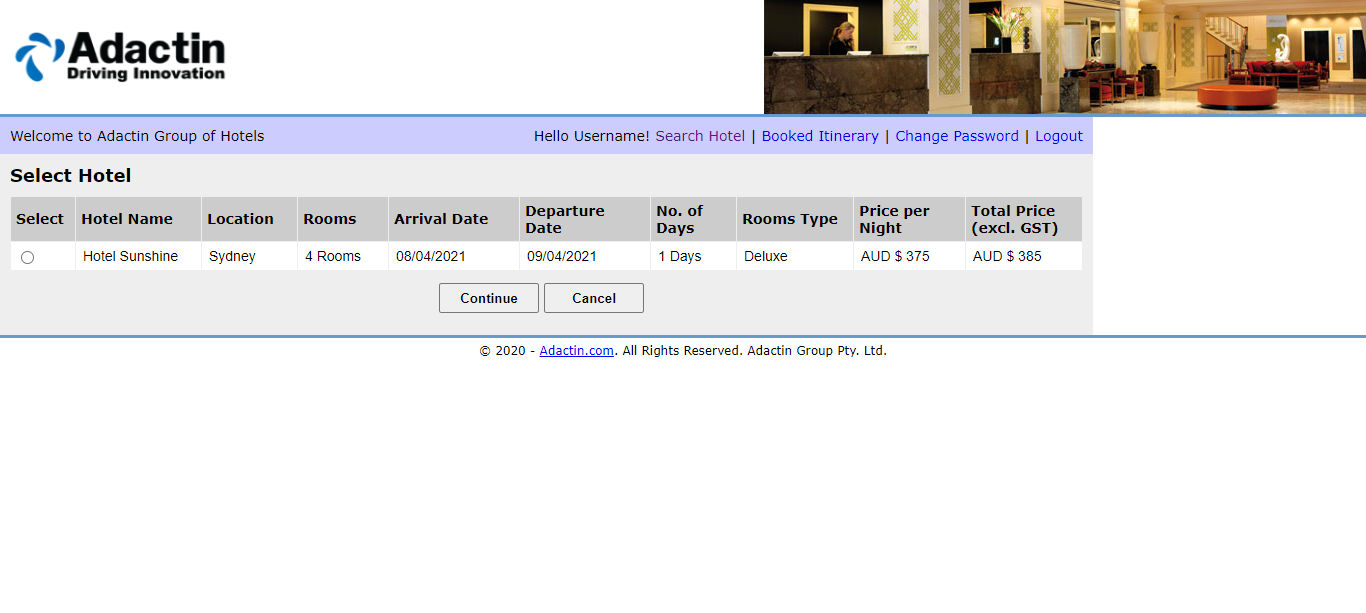 Adactin
Driving Innovation
Welcome to Adactin Group of Hotels
Hello Username! Search Hotel | Booked Itinerary | Change Password | Logout
Select Hotel
Select Hotel Name Location Rooms Arrival Date Departure Date No. of Days Rooms Type Price per Night Total Price (excl. GST)
Hotel Sunshine Sydney 4 Rooms 08/04/2021 09/04/2021 1 Days Deluxe AUD $ 375 AUD $ 385
Continue Cancel
© 2020 - Adactin.com. All Rights Reserved. Adactin Group Pty. Ltd.